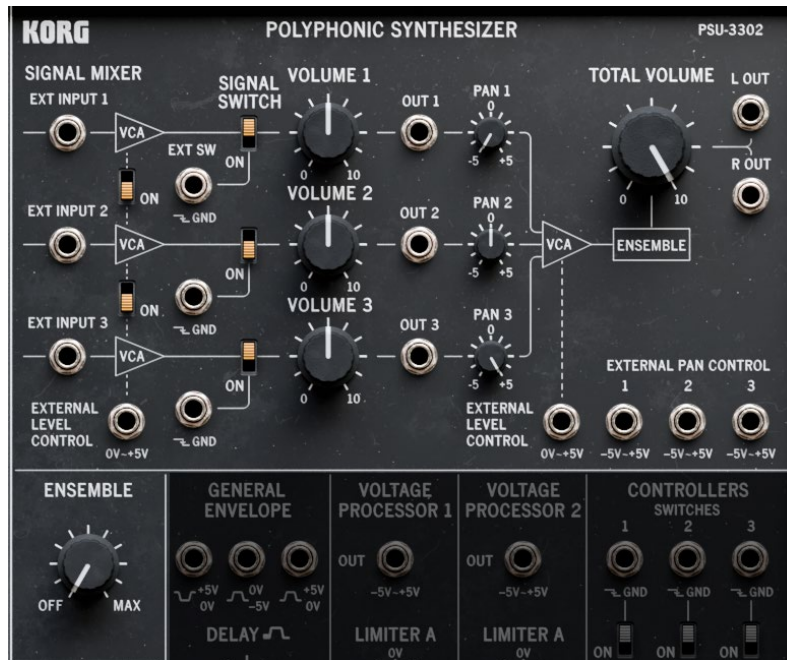 KORG
POLYPHONIC SYNTHESIZER
PSU-3302
SIGNAL MIXER
SIGNAL
SWITCH
VOLUME 1
TOTAL VOLUME
L OUT
EXT INPUT 1
OUT 1
PAN 1
0
VCA
EXT SW
ON
0 10
-5 +5
0 10
R OUT
ON
GND
VOLUME 2
EXT INPUT 2
OUT 2
PAN 2
0
VCA
ON
0 10
-5 +5
VCA
ENSEMBLE
ON
GND
VOLUME 3
EXT INPUT 3
OUT 3
PAN 3
0
VCA
ON
0 10
-5 +5
EXTERNAL PAN CONTROL
1 2 3
EXTERNAL
LEVEL
CONTROL
0V~+5V
GND
EXTERNAL
LEVEL
CONTROL
0V~+5V
-5V~+5V
-5V~+5V
-5V~+5V
ENSEMBLE
OFF MAX
GENERAL
ENVELOPE
+5V
0V
0V
-5V
+5V
0V
DELAY
VOLTAGE
PROCESSOR 1
OUT
-5V~+5V
LIMITER A
0V
VOLTAGE
PROCESSOR 2
OUT
-5V~+5V
LIMITER A
0V
CONTROLLERS
SWITCHES
1 2 3
GND GND GND
ON ON ON